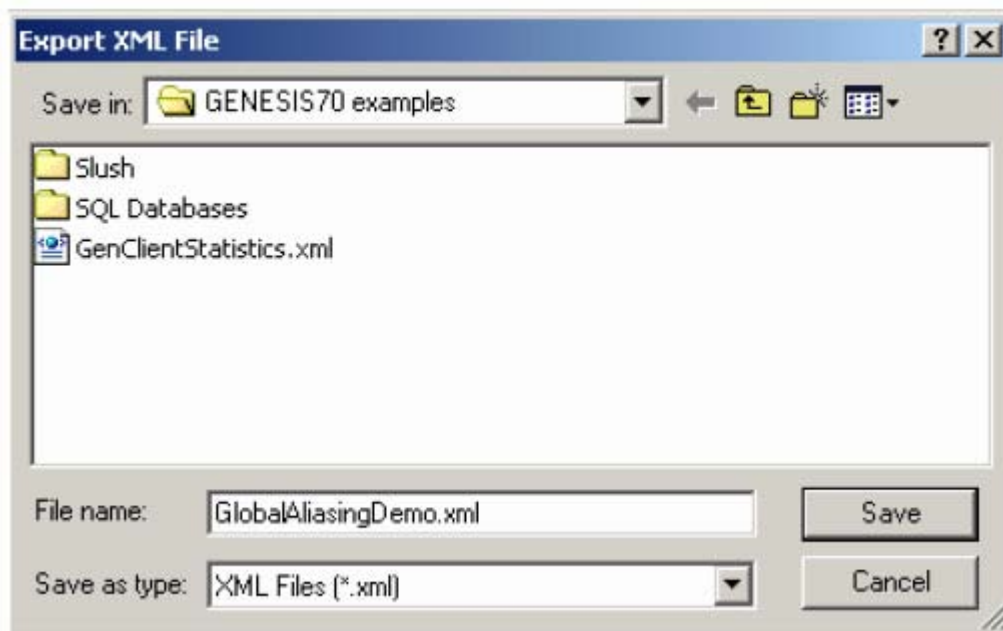 Export XML File
Save in: GENESIS70 examples
Slush
SQL Databases
GenClientStatistics.xml
File name: GlobalAliasingDemo.xml Save
Save as type: XML Files (*.xml) Cancel